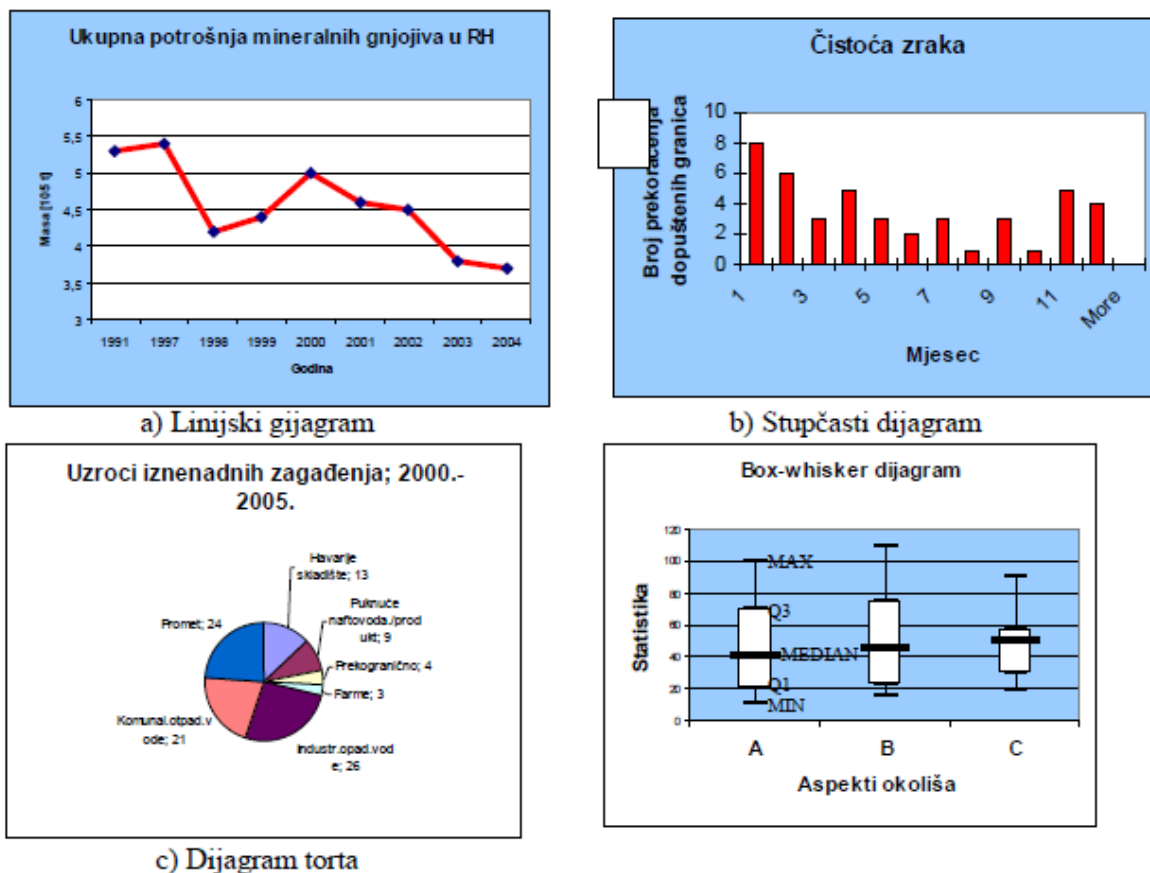 Ukupna potrošnja mineralnih gnjojiva u RH
Masa [105 t]
6
5,5
5
4,5
4
3,5
3
1991 1997 1998 1999 2000 2001 2002 2003 2004
Godina
a) Linijski gijagram
Čistoća zraka
Broj prekoračenja
dopuštenih granica
10
8
6
4
2
0
1 3 5 7 9 11 More
Mjesec
b) Stupčasti dijagram
Uzroci iznenadnih zagađenja; 2000.-
2005.
Havarije
skladište; 13
Puknuće
naftovoda./prod
ukt; 9
Prekogranično; 4
Farme; 3
Industr.opad.vod
e; 26
Komunal.otpad.v
ode; 21
Promet; 24
c) Dijagram torta
Box-whisker dijagram
Statistika
120
100
80
60
40
20
0
MAX
Q3
MEDIAN
Q1
MIN
A B C
Aspekti okoliša